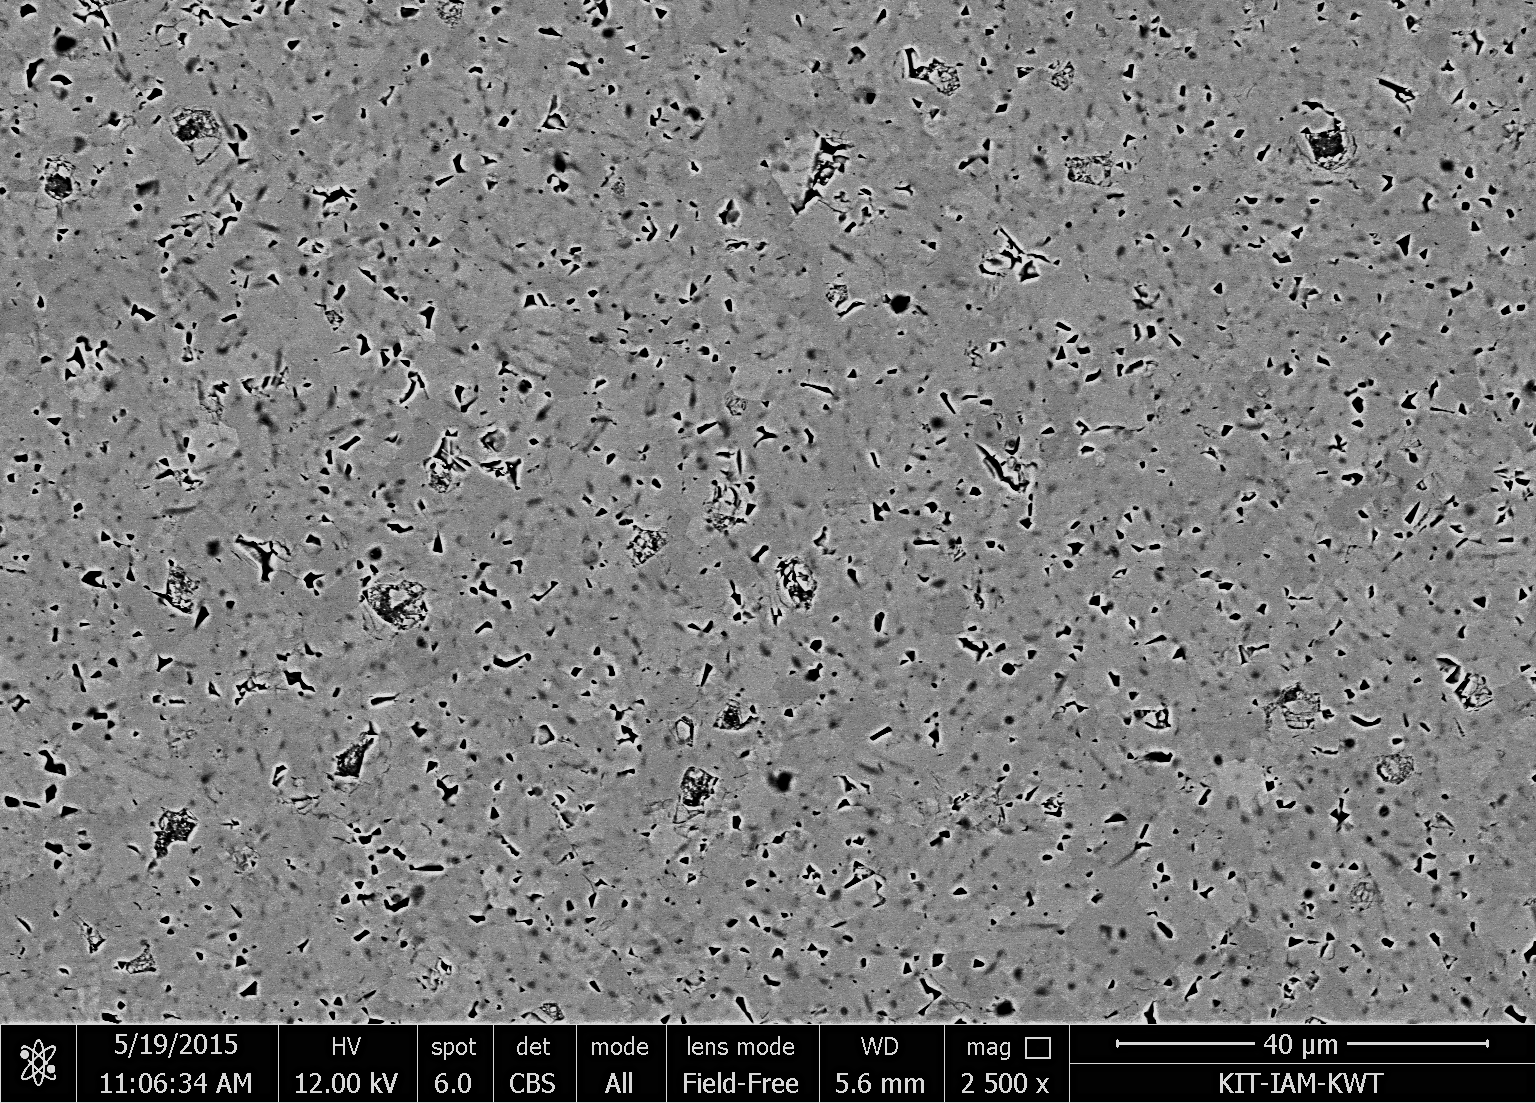 5/19/2015
11:06:34 AM
HV
12.00 kV
spot
6.0
det
CBS
mode
All
lens mode
Field-Free
WD
5.6 mm
mag
2 500 x
40 µm
KIT-IAM-KWT